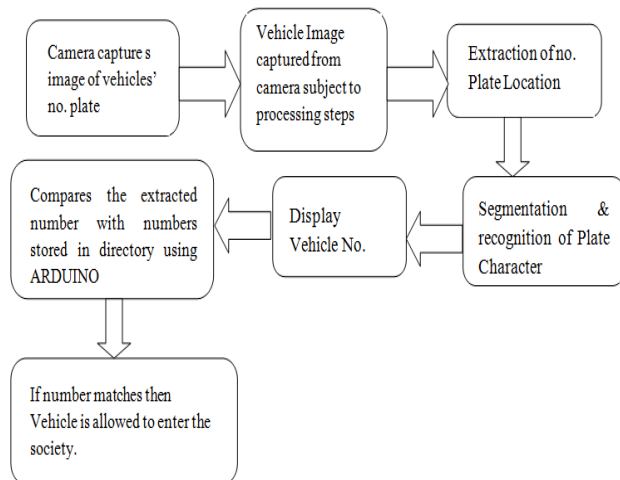 Camera capture s
image of vehicles'
no. plate
Vehicle Image
captured from
camera subject to
processing steps
Extraction of no.
Plate Location
Segmentation &
recognition of Plate
Character
Display
Vehicle No.
Compares the extracted
number with numbers
stored in directory using
ARDUINO
If number matches then
Vehicle is allowed to enter the
society.